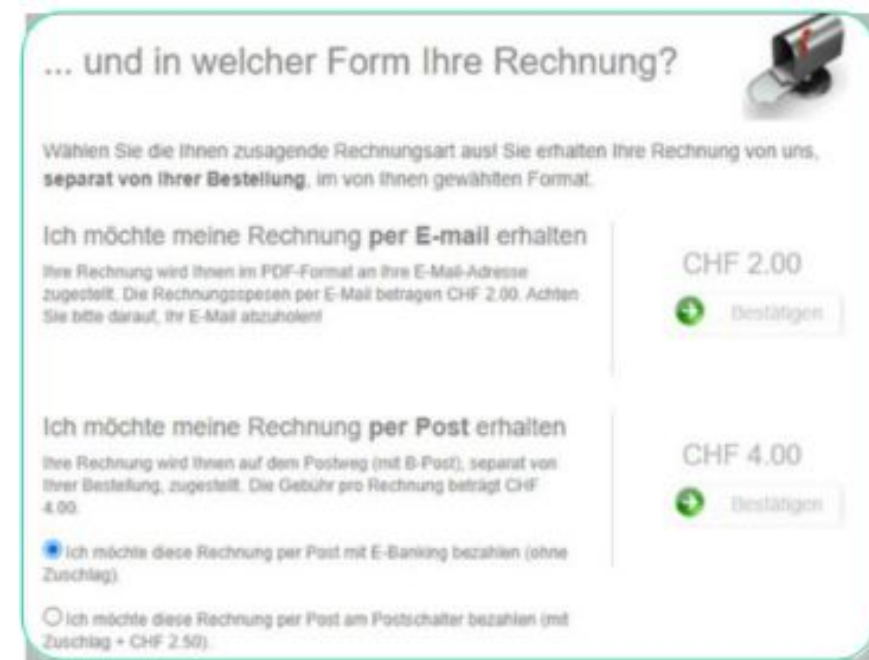 ... und in welcher Form Ihre Rechnung?
Wählen Sie die Ihnen zusagende Rechnungsart aus! Sie erhalten Ihre Rechnung von uns,
separat von Ihrer Bestellung, im von Ihnen gewählten Format.
Ich möchte meine Rechnung per E-mail erhalten
Ihre Rechnung wird Ihnen im PDF-Format an Ihre E-Mail-Adresse
zugestellt. Die Rechnungsspesen per E-Mail betragen CHF 2.00. Achten
Sie bitte darauf, Ihr E-Mail abzuholen!
CHF 2.00
Bestätigen
Ich möchte meine Rechnung per Post erhalten
Ihre Rechnung wird Ihnen auf dem Postweg (mit B-Post), separat von
Ihrer Bestellung, zugestellt. Die Gebühr pro Rechnung beträgt CHF
4.00.
CHF 4.00
Bestätigen
Ich möchte diese Rechnung per Post mit E-Banking bezahlen (ohne
Zuschlag).
Ich möchte diese Rechnung per Post am Postschalter bezahlen (mit
Zuschlag + CHF 2.50).